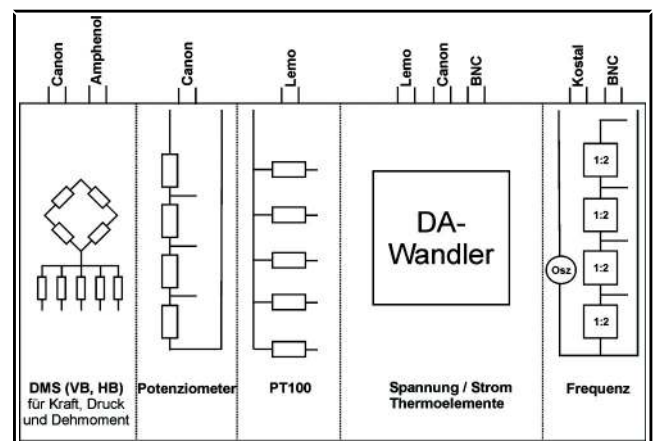 Canon
Amphenol
Canon
Lemo
Lemo
Canon
BNC
Kostal
BNC
DA-
Wandler
Osz
1:2
1:2
1:2
1:2
DMS (VB, HB)
für Kraft, Druck
und Dehmoment
Potenziometer
PT100
Spannung / Strom
Thermoelemente
Frequenz